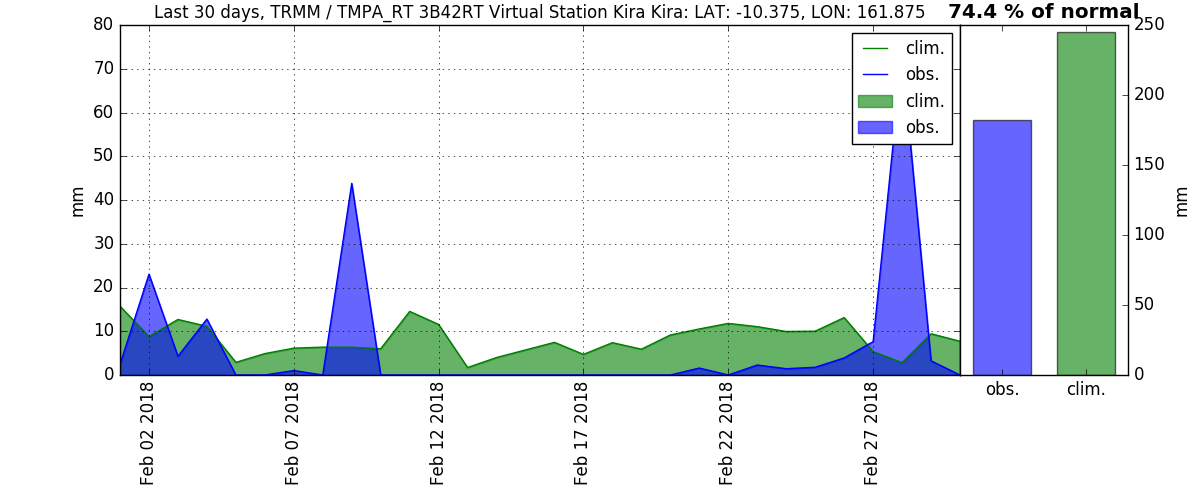 Last 30 days, TRMM / TMPA_RT 3B42RT Virtual Station Kira Kira: LAT: -10.375, LON: 161.875
74.4 % of normal
80
70
60
50
40
30
20
10
0
mm
clim.
obs.
clim.
obs.
Feb 02 2018
Feb 07 2018
Feb 12 2018
Feb 17 2018
Feb 22 2018
Feb 27 2018
250
200
150
100
50
0
mm
obs.
clim.